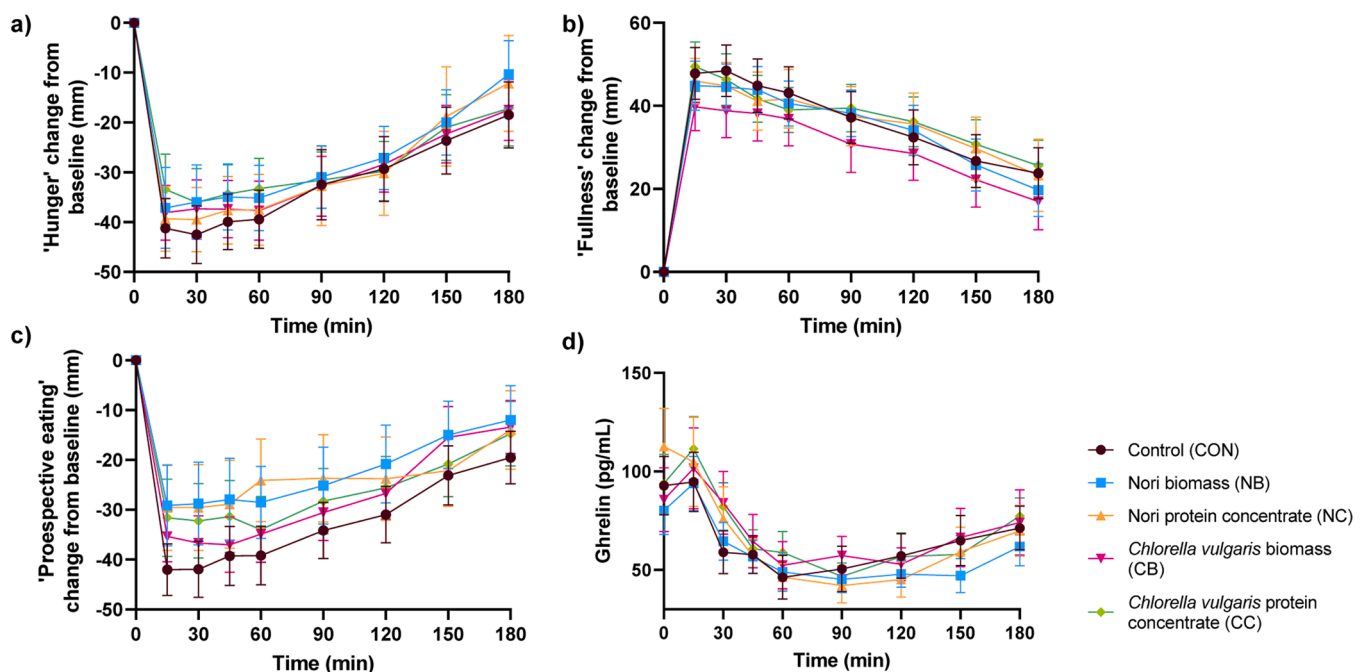 a)
'Hunger' change from
baseline (mm)
0
-10
-20
-30
-40
-50
0 30 60 90 120 150 180
Time (min)
b)
'Fullness' change from
baseline (mm)
60
40
20
0
0 30 60 90 120 150 180
Time (min)
c)
'Proespective eating'
change from baseline (mm)
0
-10
-20
-30
-40
-50
0 30 60 90 120 150 180
Time (min)
d)
Ghrelin (pg/mL)
150
100
50
0 30 60 90 120 150 180
Time (min)
Control (CON)
Nori biomass (NB)
Nori protein concentrate (NC)
Chlorella vulgaris biomass
(CB)
Chlorella vulgaris protein
concentrate (CC)